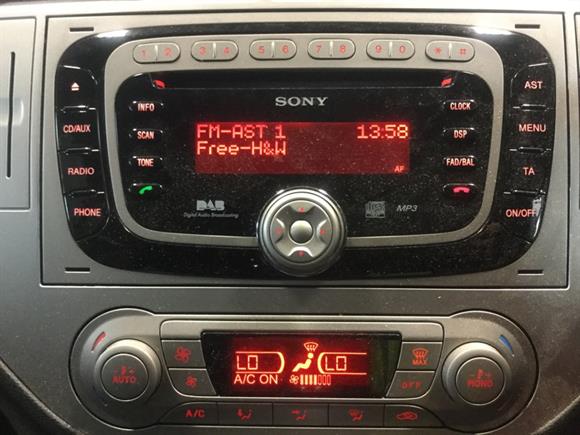 1 2 3 4 5 6 7 8 9 0 * #
SONY
INFO
SCAN
TONE
CD/AUX
RADIO
PHONE
FM-AST 1 13:58
Free-H&W
AF
CLOCK
DSP
FAD/BAL
AST
MENU
TA
ON/OFF
DAB
Digital Audio Broadcasting
MP3
AUTO
LO LO
A/C ON
MAX
OFF
MONO
A/C